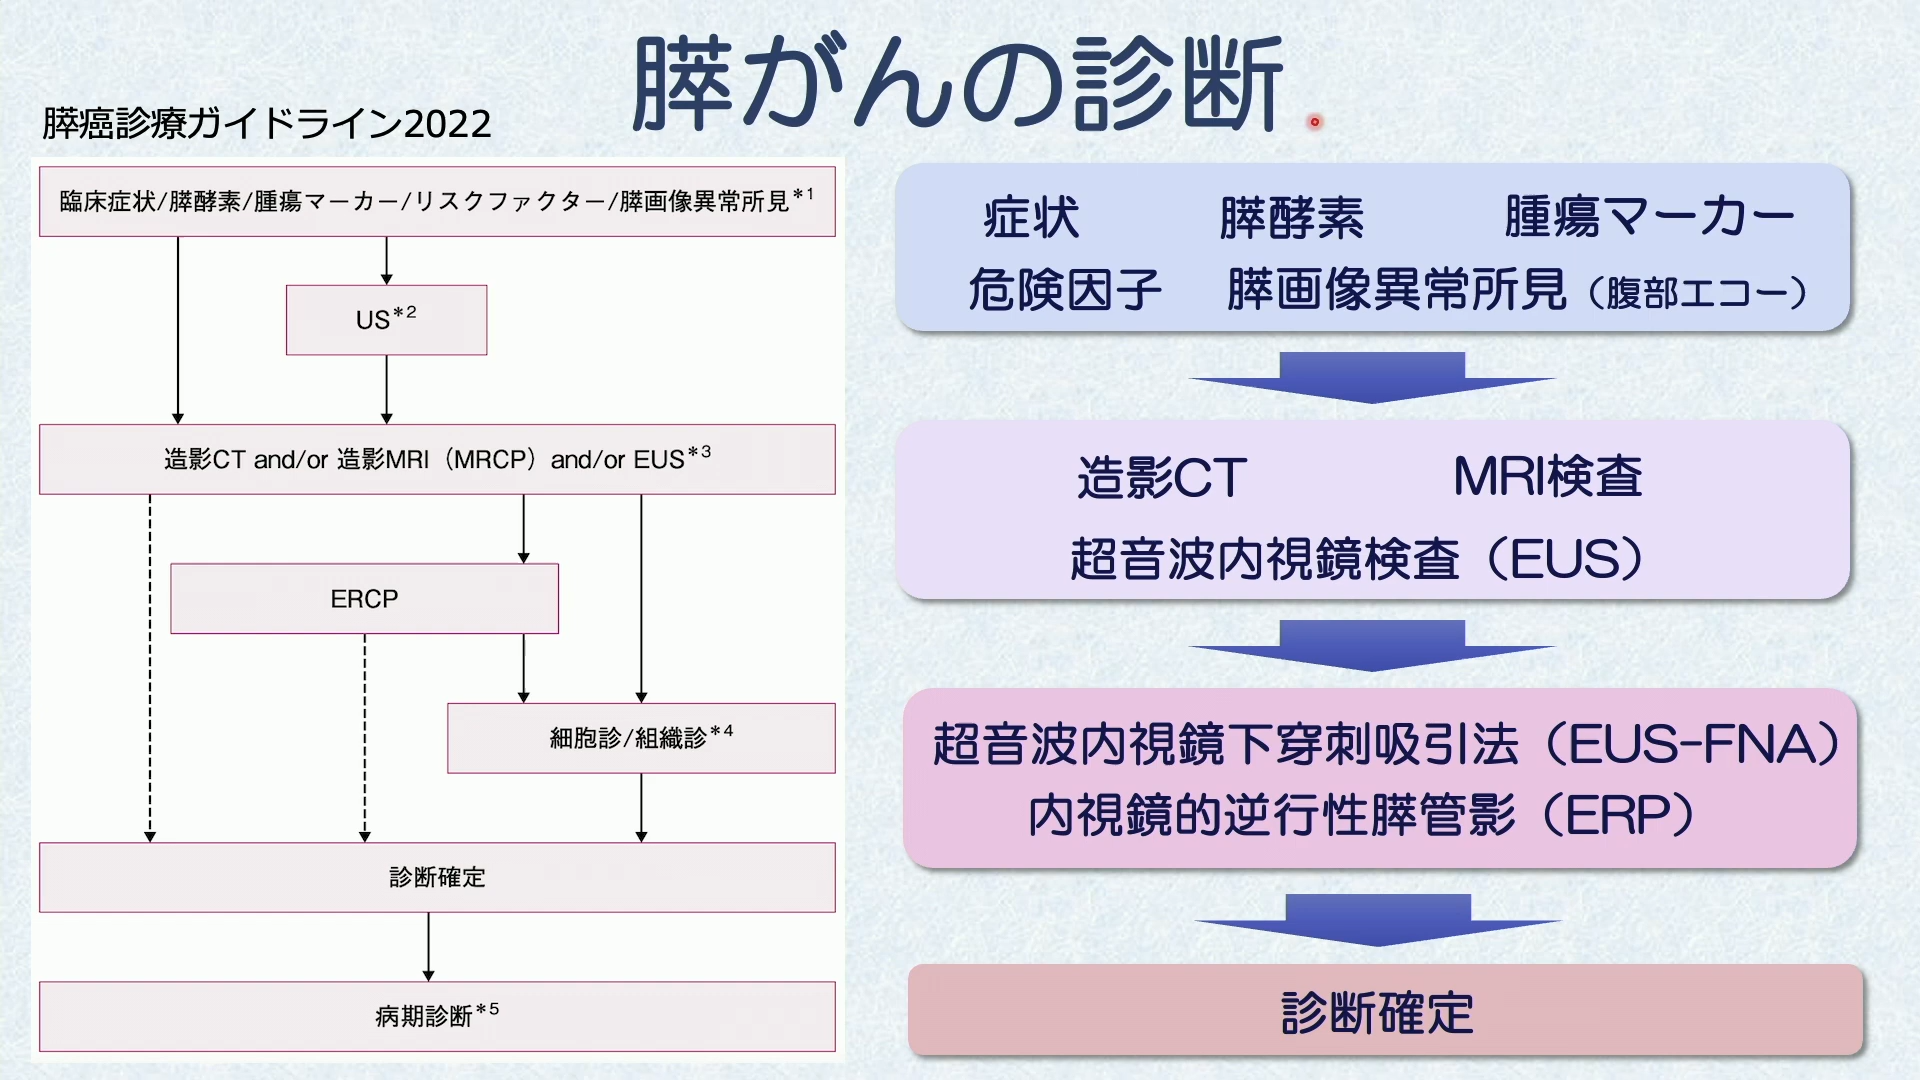 膵がんの診断
膵癌診療ガイドライン2022
臨床症状/膵酵素/腫瘍マーカー/リスクファクター/膵画像異常所見*1
US*2
造影CT and/or 造影MRI（MRCP）and/or EUS*3
ERCP
細胞診/組織診*4
診断確定
病期診断*5
症状 膵酵素 腫瘍マーカー
危険因子 膵画像異常所見（腹部エコー）
造影CT MRI検査
超音波内視鏡検査（EUS）
超音波内視鏡下穿刺吸引法（EUS-FNA）
内視鏡的逆行性膵管影（ERP）
診断確定